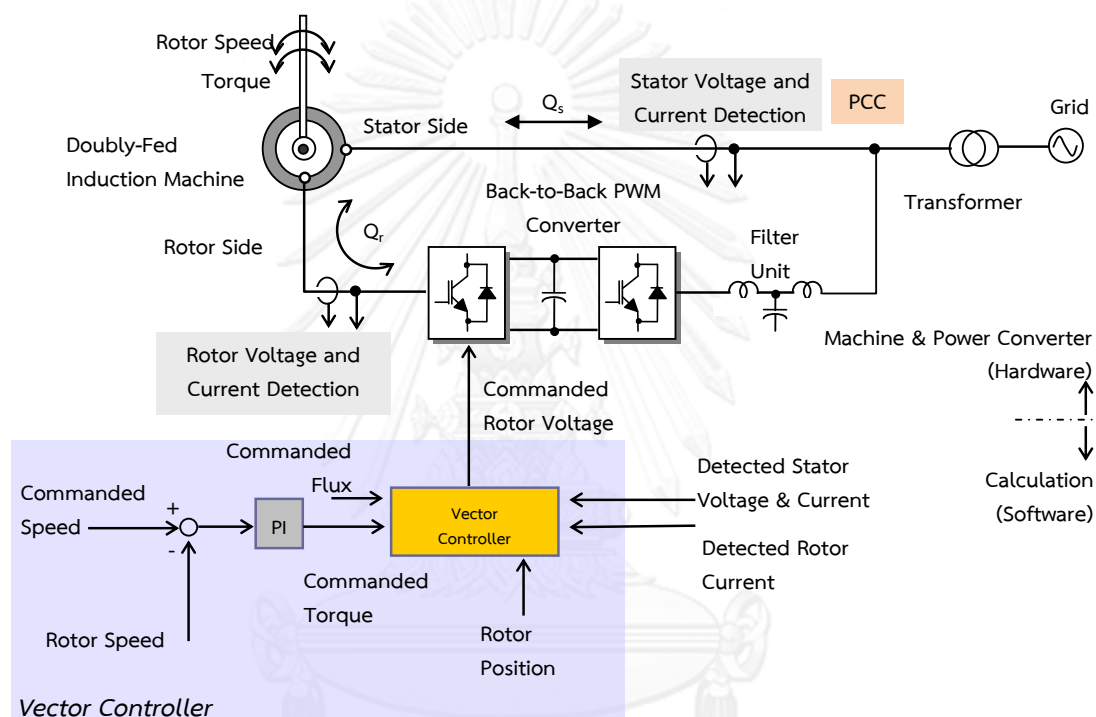 Rotor Speed
Torque
Doubly-Fed
Induction Machine
Stator Side
Qs
Stator Voltage and
Current Detection
PCC
Grid
Transformer
Back-to-Back PWM
Converter
Rotor Side
Qr
Filter
Unit
Rotor Voltage and
Current Detection
Machine & Power Converter
(Hardware)
Calculation
(Software)
Commanded
Rotor Voltage
Commanded
Flux
Commanded
Speed
+
-
PI
Vector
Controller
Detected Stator
Voltage & Current
Detected Rotor
Current
Commanded
Torque
Rotor Speed
Rotor
Position
Vector Controller